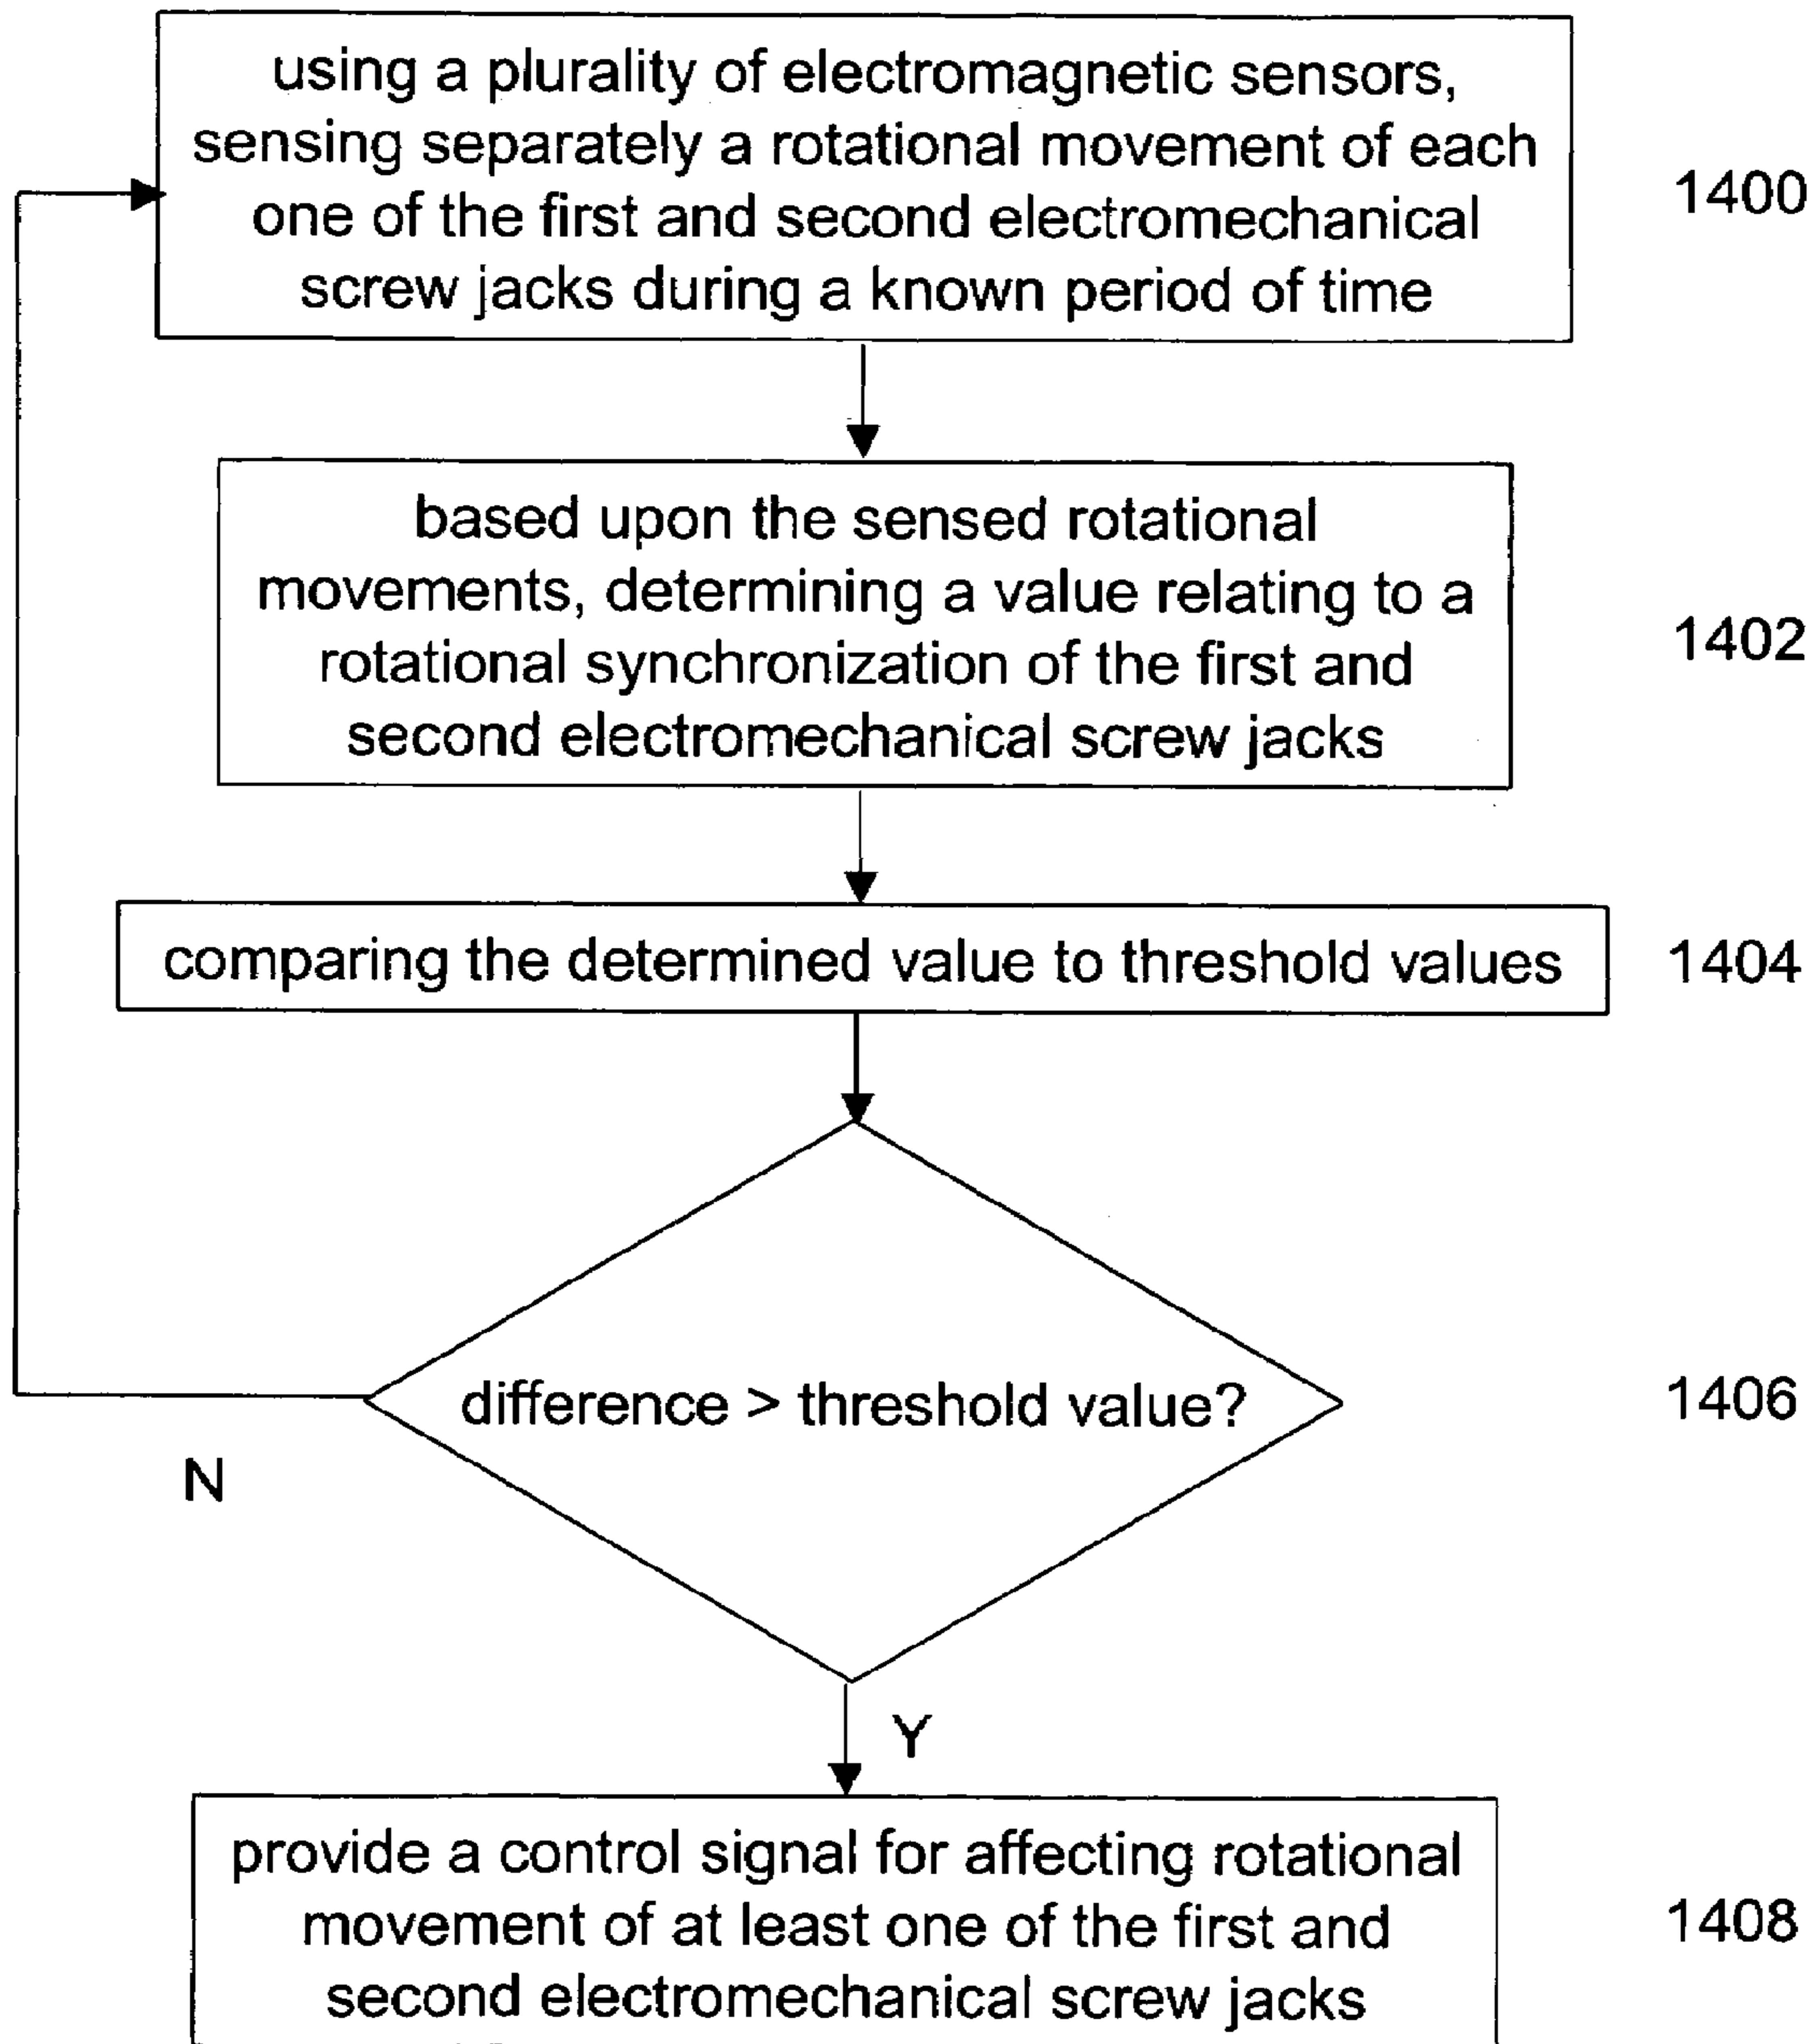 using a plurality of electromagnetic sensors,
sensing separately a rotational movement of each
one of the first and second electromechanical
screw jacks during a known period of time
1400
based upon the sensed rotational
movements, determining a value relating to a
rotational synchronization of the first and
second electromechanical screw jacks
1402
comparing the determined value to threshold values
1404
difference > threshold value?
1406
N
Y
provide a control signal for affecting rotational
movement of at least one of the first and
second electromechanical screw jacks
1408